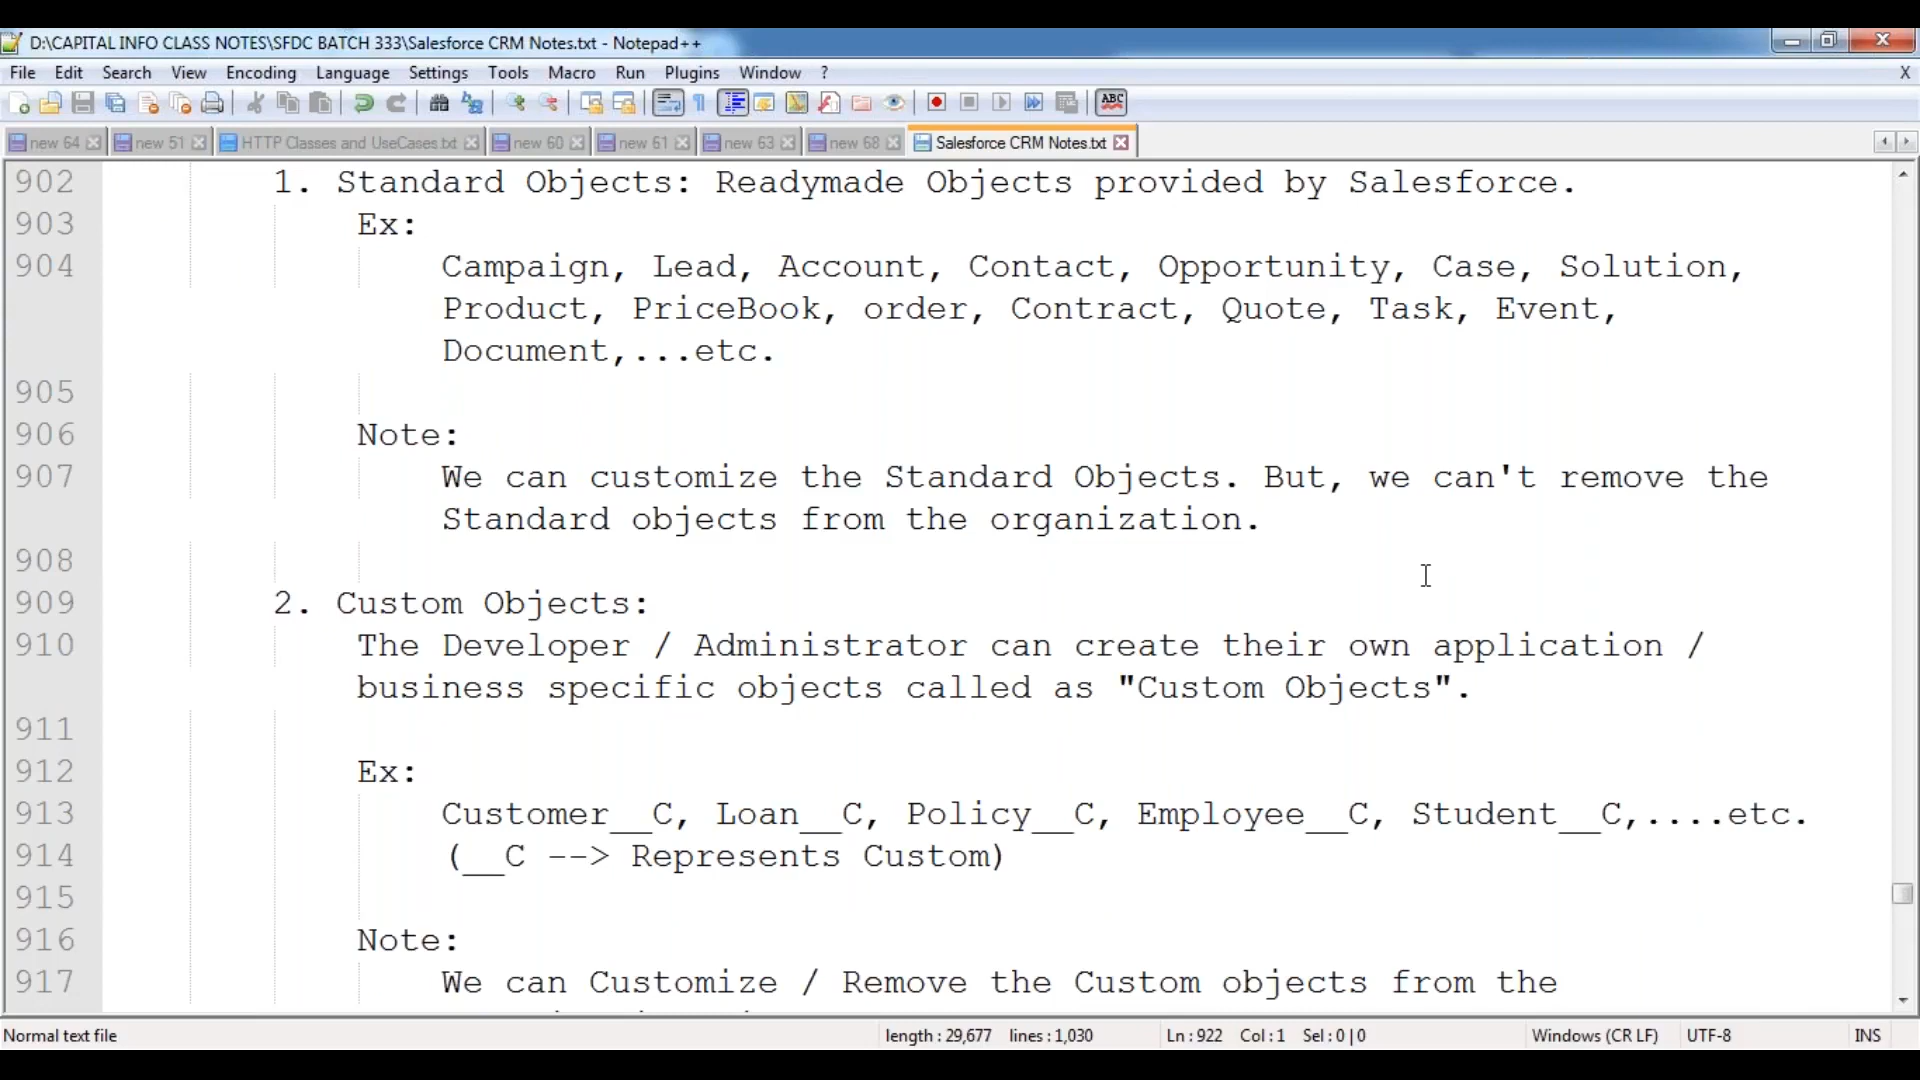 D:\CAPITAL INFO CLASS NOTES\SFDC BATCH 333\Salesforce CRM Notes.txt - Notepad++
File Edit Search View Encoding Language Settings Tools Macro Run Plugins Window ? X
ABC
new 64 new 51 HTTP Classes and UseCases.txt new 60 new 61 new 63 new 68 Salesforce CRM Notes.txt
902 1. Standard Objects: Readymade Objects provided by Salesforce.
903 Ex:
904 Campaign, Lead, Account, Contact, Opportunity, Case, Solution,
Product, PriceBook, order, Contract, Quote, Task, Event,
Document,...etc.
905
906 Note:
907 We can customize the Standard Objects. But, we can't remove the
Standard objects from the organization.
908
909 2. Custom Objects:
910 The Developer / Administrator can create their own application /
business specific objects called as "Custom Objects".
911
912 Ex:
913 Customer__C, Loan__C, Policy__C, Employee__C, Student__C,....etc.
914 (__C --> Represents Custom)
915
916 Note:
917 We can Customize / Remove the Custom objects from the
Normal text file length : 29,677 lines : 1,030 Ln : 922 Col : 1 Sel : 0 | 0 Windows (CR LF) UTF-8 INS